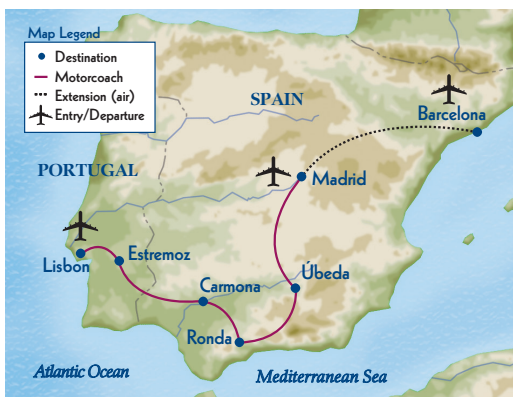 Map Legend
Destination
Motorcoach
Extension (air)
Entry/Departure
SPAIN
Barcelona
PORTUGAL
Madrid
Lisbon
Estremoz
Carmona
Úbeda
Ronda
Atlantic Ocean
Mediterranean Sea